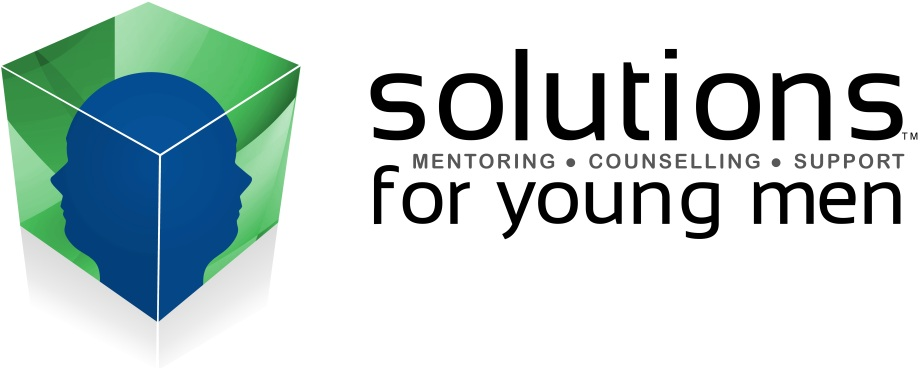 solutions™
MENTORING • COUNSELLING • SUPPORT
for young men